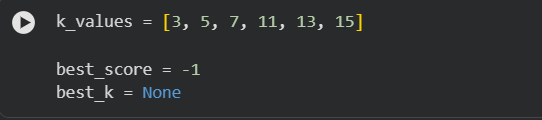 k_values = [3, 5, 7, 11, 13, 15]
best_score = -1
best_k = None